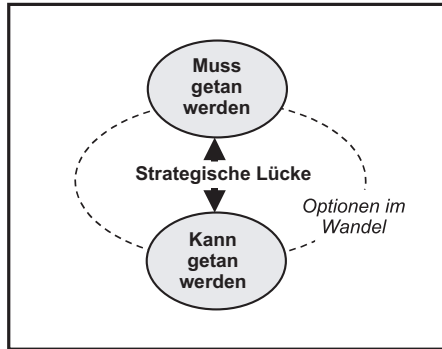 Muss
getan
werden
Strategische Lücke
Optionen im
Wandel
Kann
getan
werden